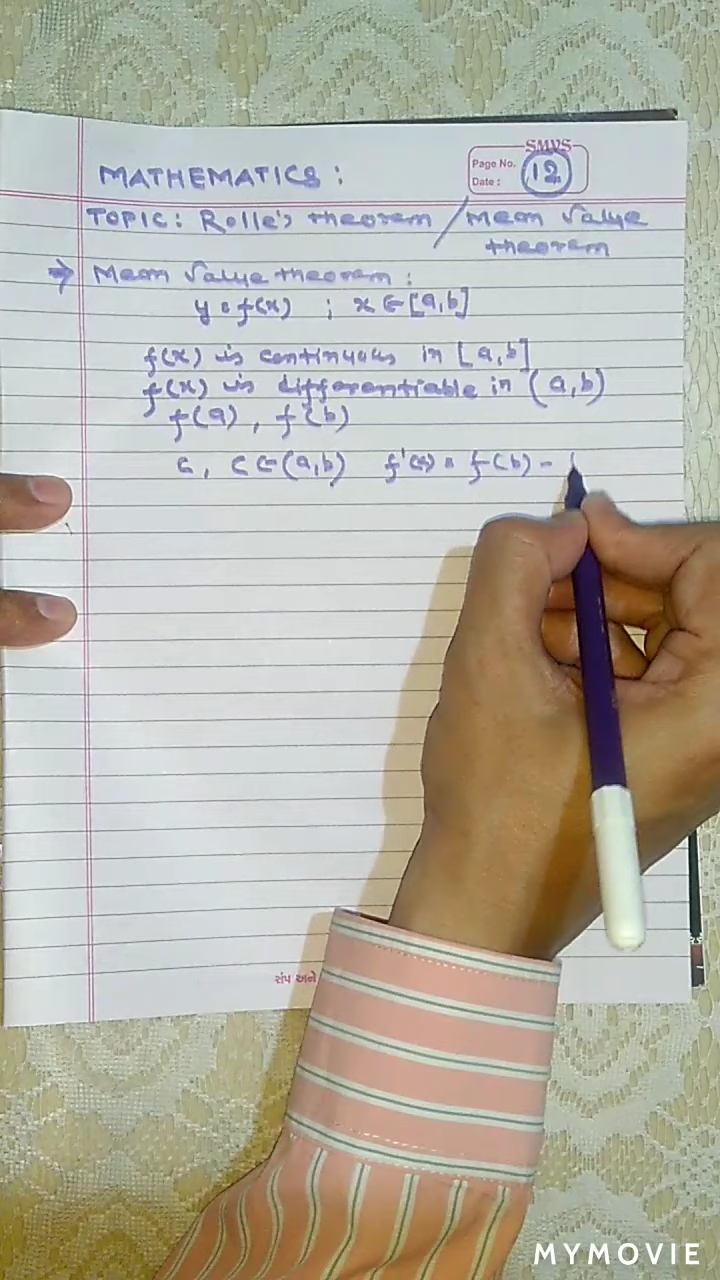 SMVS
MATHEMATICS :
Page No.
12
Date :
TOPIC : Rolle's theorem / Mean Value
theorem
⇒ Mean Value theorem :
y = f(x) ; x ∈ [a,b]
f(x) is continuous in [a,b]
f(x) is differentiable in (a,b)
f(a) , f(b)
c, c ∈ (a,b) f'(c) = f(b) -
સંપ અને
MYMOVIE